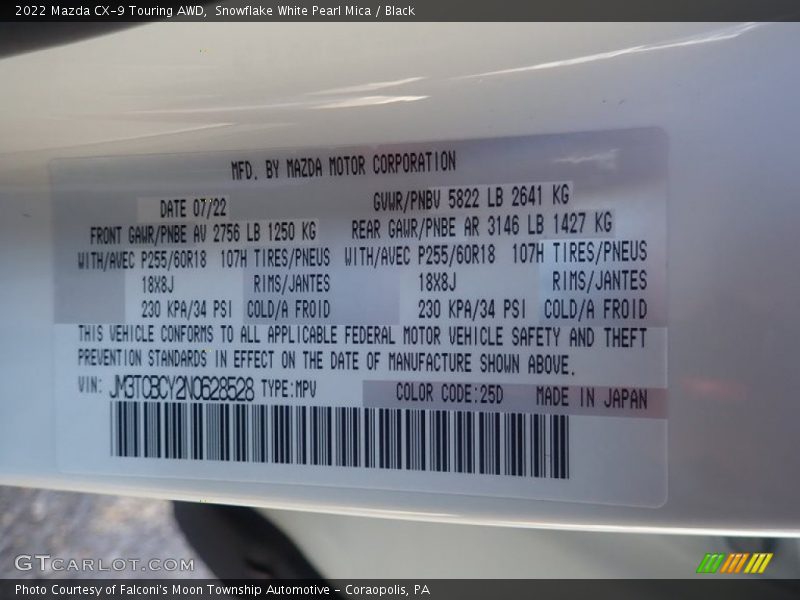 2022 Mazda CX-9 Touring AWD, Snowflake White Pearl Mica / Black
MFD. BY MAZDA MOTOR CORPORATION
DATE 07/22 GVWR/PNBV 5822 LB 2641 KG
FRONT GAWR/PNBE AV 2756 LB 1250 KG REAR GAWR/PNBE AR 3146 LB 1427 KG
WITH/AVEC P255/60R18 107H TIRES/PNEUS WITH/AVEC P255/60R18 107H TIRES/PNEUS
18X8J RIMS/JANTES 18X8J RIMS/JANTES
230 KPA/34 PSI COLD/A FROID 230 KPA/34 PSI COLD/A FROID
THIS VEHICLE CONFORMS TO ALL APPLICABLE FEDERAL MOTOR VEHICLE SAFETY AND THEFT
PREVENTION STANDARDS IN EFFECT ON THE DATE OF MANUFACTURE SHOWN ABOVE.
VIN: JM3TCBCY2N0628528 TYPE:MPV COLOR CODE:25D MADE IN JAPAN
GTCARLOT.COM
Photo Courtesy of Falconi's Moon Township Automotive - Coraopolis, PA